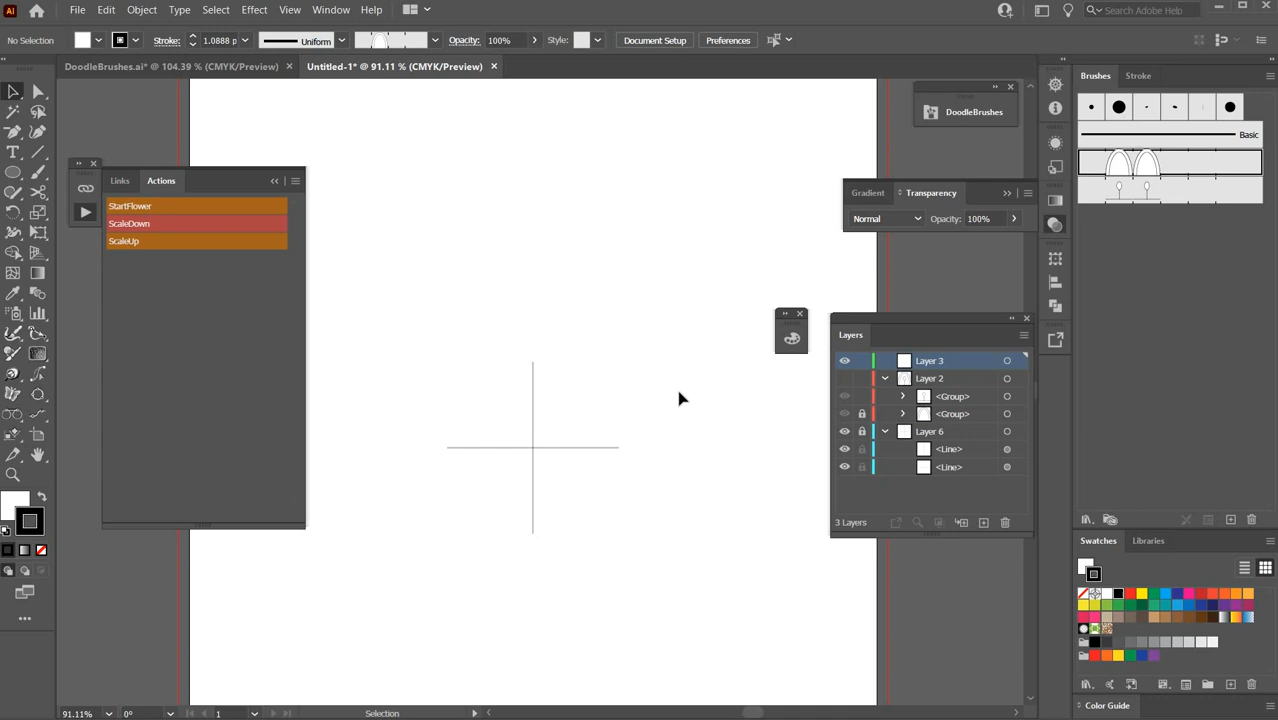 Ai File Edit Object Type Select Effect View Window Help Search Adobe Help
No Selection Stroke: 1.0888 p Uniform Opacity: 100% Style: Document Setup Preferences
DoodleBrushes.ai* @ 104.39 % (CMYK/Preview) Untitled-1* @ 91.11 % (CMYK/Preview)
Brushes Stroke
DoodleBrushes
Basic
Links Actions
StartFlower
ScaleDown
ScaleUp
Gradient Transparency
Normal Opacity: 100%
Layers
Layer 3
Layer 2
<Group>
<Group>
Layer 6
<Line>
<Line>
3 Layers
Swatches Libraries
Color Guide
91.11% 0° 1 Selection